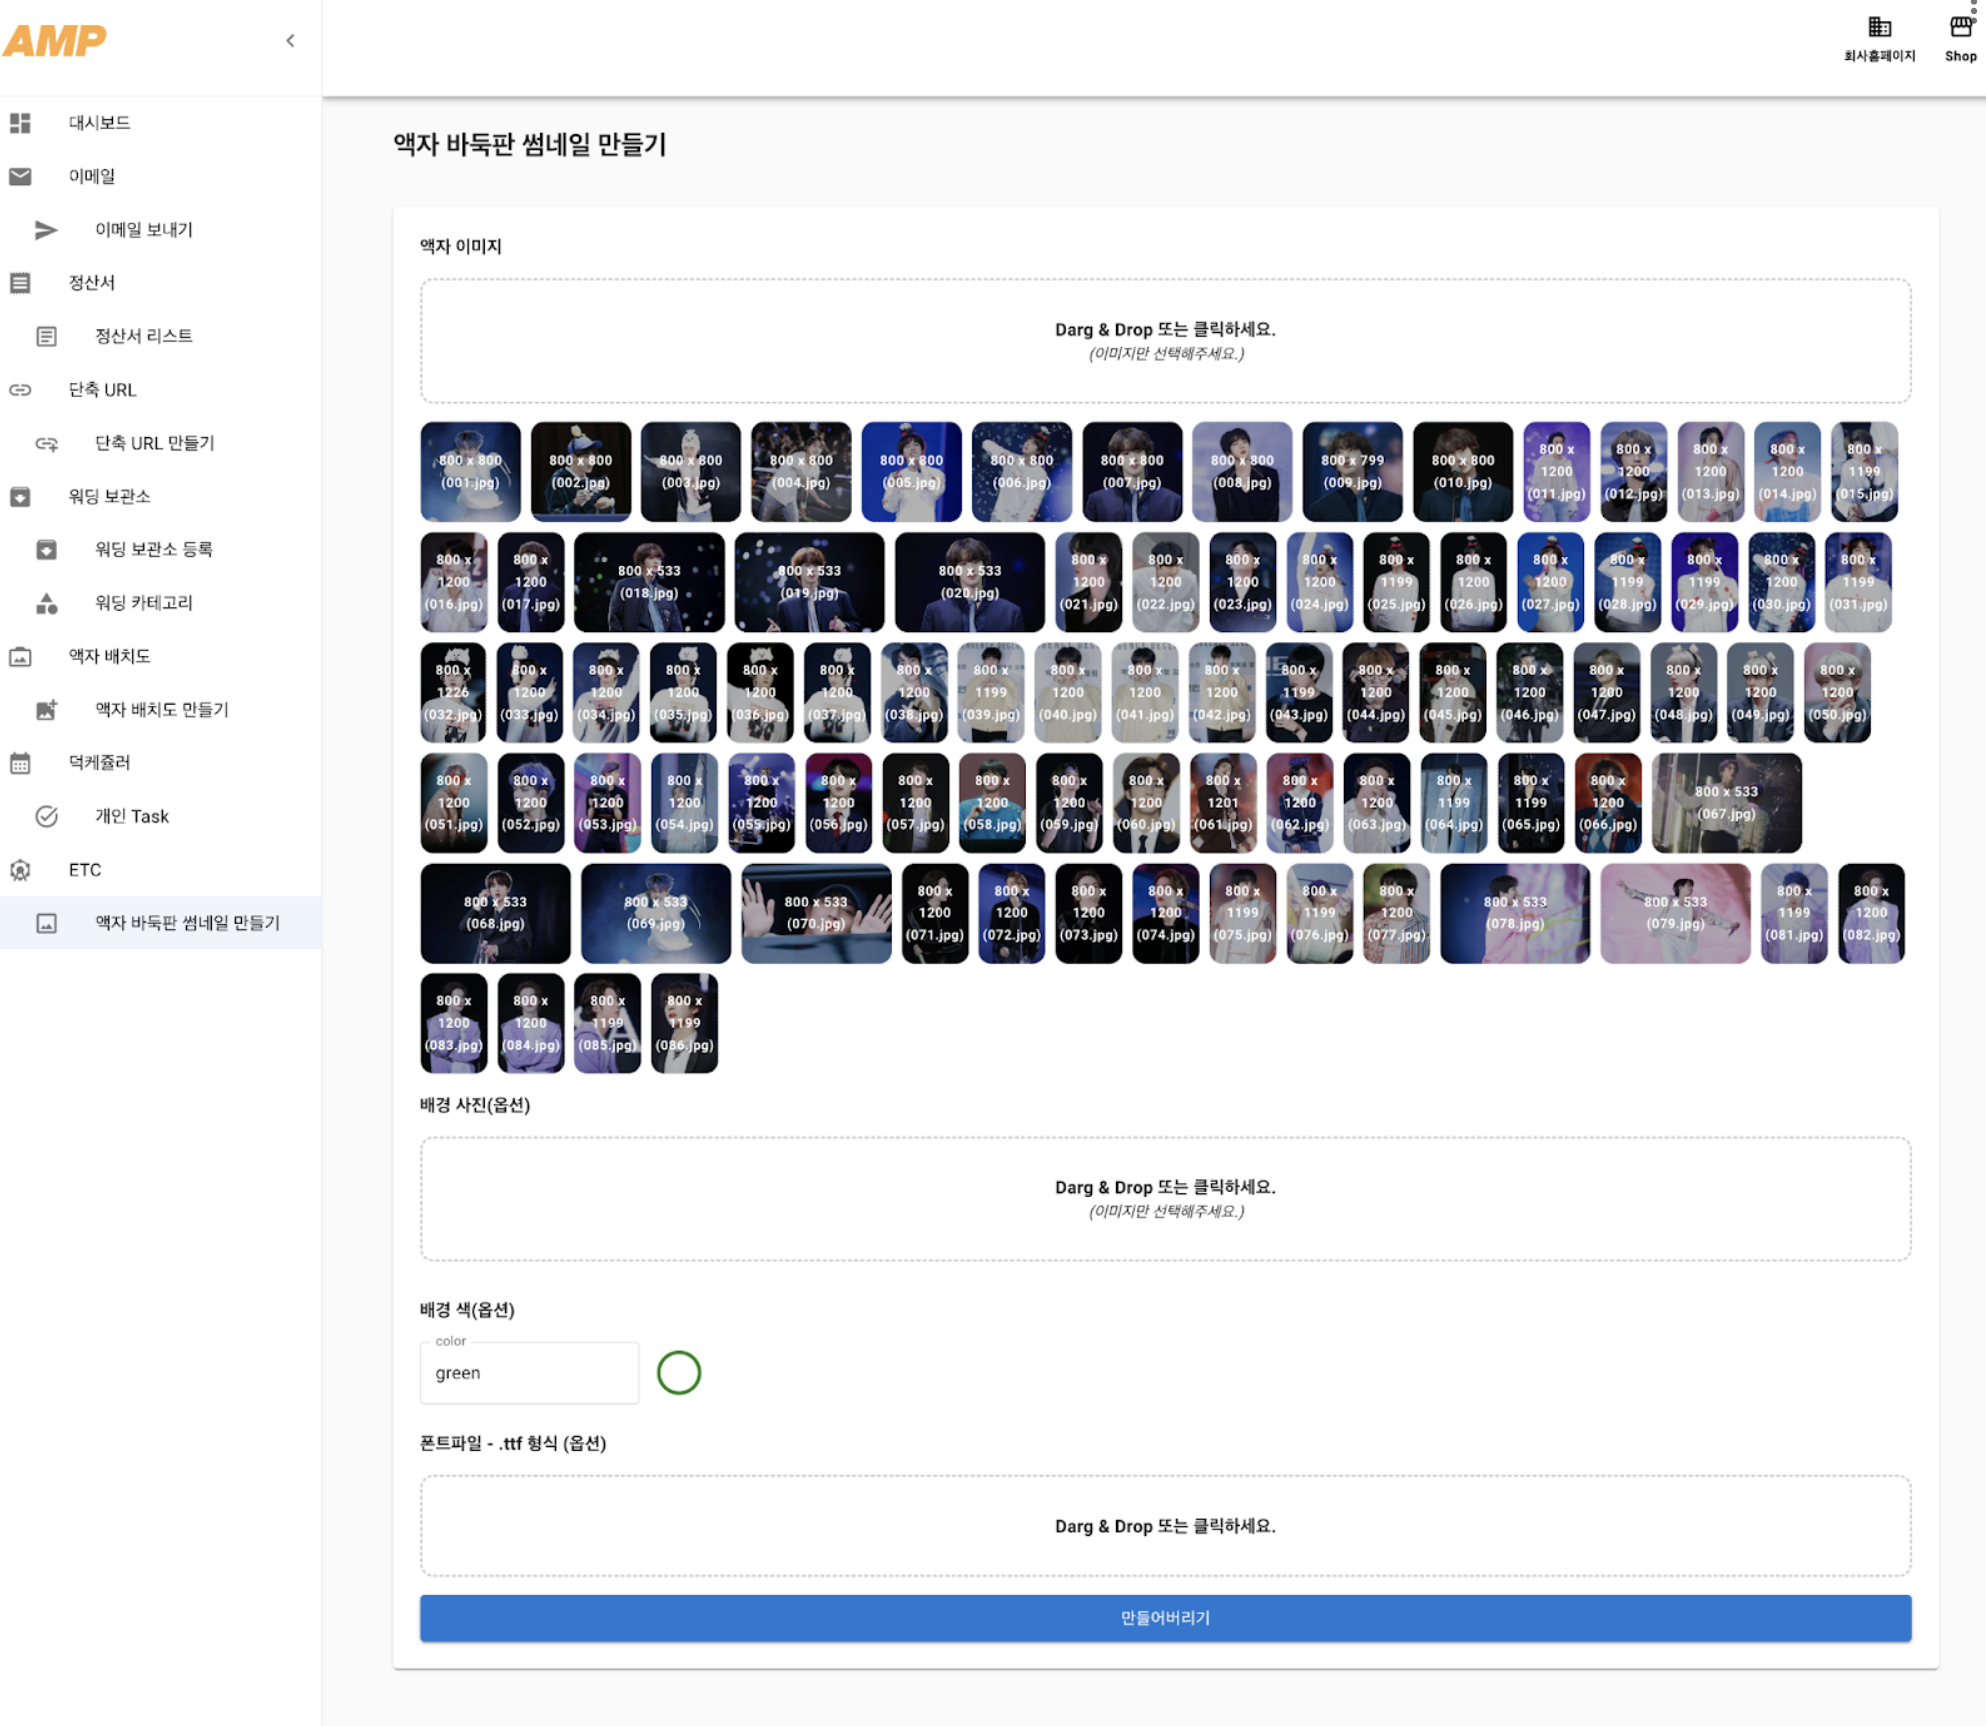 AMP
회사홈페이지
Shop
대시보드
이메일
이메일 보내기
정산서
정산서 리스트
단축 URL
단축 URL 만들기
워딩 보관소
워딩 보관소 등록
워딩 카테고리
액자 배치도
액자 배치도 만들기
덕케쥴러
개인 Task
ETC
액자 바둑판 썸네일 만들기
액자 바둑판 썸네일 만들기
액자 이미지
Darg & Drop 또는 클릭하세요.
(이미지만 선택해주세요.)
800 x 800 (001.jpg)
800 x 800 (002.jpg)
800 x 800 (003.jpg)
800 x 800 (004.jpg)
800 x 800 (005.jpg)
800 x 800 (006.jpg)
800 x 800 (007.jpg)
800 x 800 (008.jpg)
800 x 799 (009.jpg)
800 x 800 (010.jpg)
800 x 1200 (011.jpg)
800 x 1200 (012.jpg)
800 x 1200 (013.jpg)
800 x 1200 (014.jpg)
800 x 1199 (015.jpg)
800 x 1200 (016.jpg)
800 x 1200 (017.jpg)
800 x 533 (018.jpg)
800 x 533 (019.jpg)
800 x 533 (020.jpg)
800 x 1200 (021.jpg)
800 x 1200 (022.jpg)
800 x 1200 (023.jpg)
800 x 1200 (024.jpg)
800 x 1199 (025.jpg)
800 x 1200 (026.jpg)
800 x 1200 (027.jpg)
800 x 1199 (028.jpg)
800 x 1199 (029.jpg)
800 x 1200 (030.jpg)
800 x 1199 (031.jpg)
800 x 1226 (032.jpg)
800 x 1200 (033.jpg)
800 x 1200 (034.jpg)
800 x 1200 (035.jpg)
800 x 1200 (036.jpg)
800 x 1200 (037.jpg)
800 x 1200 (038.jpg)
800 x 1199 (039.jpg)
800 x 1200 (040.jpg)
800 x 1200 (041.jpg)
800 x 1200 (042.jpg)
800 x 1199 (043.jpg)
800 x 1200 (044.jpg)
800 x 1200 (045.jpg)
800 x 1200 (046.jpg)
800 x 1200 (047.jpg)
800 x 1200 (048.jpg)
800 x 1200 (049.jpg)
800 x 1200 (050.jpg)
800 x 1200 (051.jpg)
800 x 1200 (052.jpg)
800 x 1200 (053.jpg)
800 x 1200 (054.jpg)
800 x 1200 (055.jpg)
800 x 1200 (056.jpg)
800 x 1200 (057.jpg)
800 x 1200 (058.jpg)
800 x 1200 (059.jpg)
800 x 1200 (060.jpg)
800 x 1201 (061.jpg)
800 x 1200 (062.jpg)
800 x 1200 (063.jpg)
800 x 1199 (064.jpg)
800 x 1199 (065.jpg)
800 x 1200 (066.jpg)
800 x 533 (067.jpg)
800 x 533 (068.jpg)
800 x 533 (069.jpg)
800 x 533 (070.jpg)
800 x 1200 (071.jpg)
800 x 1200 (072.jpg)
800 x 1200 (073.jpg)
800 x 1200 (074.jpg)
800 x 1199 (075.jpg)
800 x 1199 (076.jpg)
800 x 1200 (077.jpg)
800 x 533 (078.jpg)
800 x 533 (079.jpg)
800 x 1199 (081.jpg)
800 x 1200 (082.jpg)
800 x 1200 (083.jpg)
800 x 1200 (084.jpg)
800 x 1199 (085.jpg)
800 x 1199 (086.jpg)
배경 사진(옵션)
Darg & Drop 또는 클릭하세요.
(이미지만 선택해주세요.)
배경 색(옵션)
color
green
폰트파일 - .ttf 형식 (옵션)
Darg & Drop 또는 클릭하세요.
만들어버리기